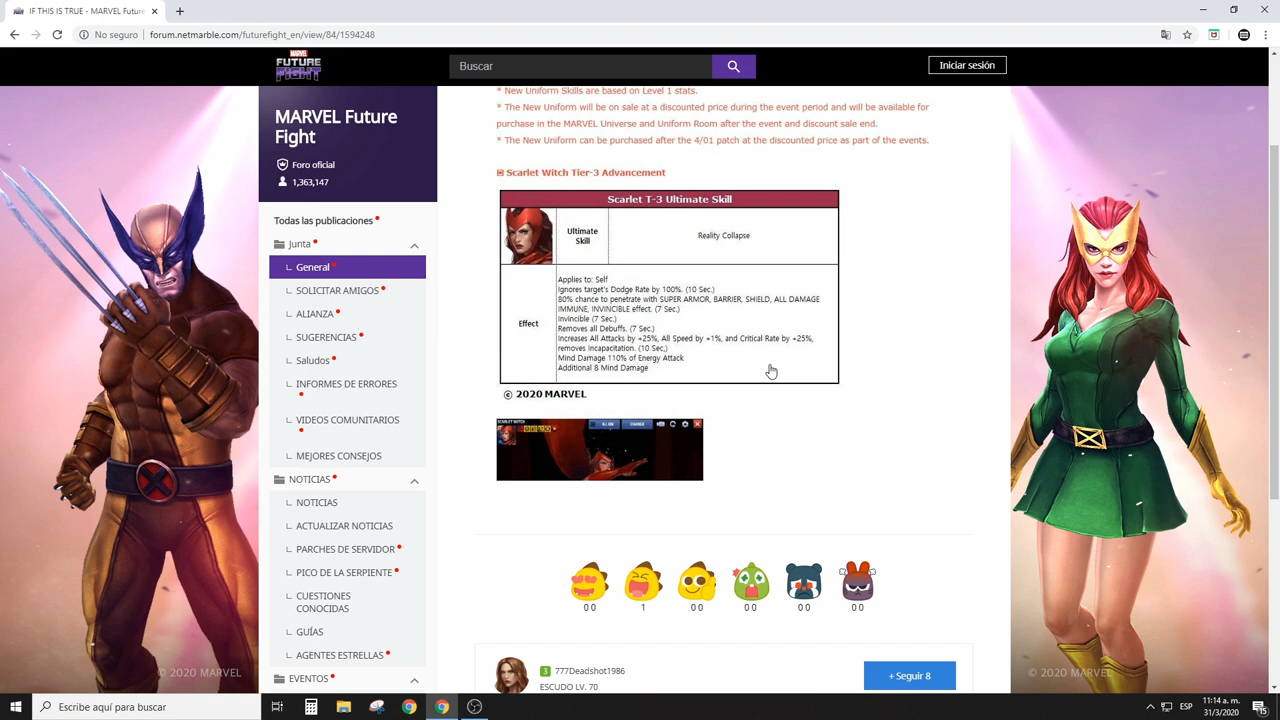 IF THIS IS TRUE - MARVEL Future
No seguro
forum.netmarble.com/futurefight_en/view/84/1594248
MARVEL
FUTURE
FIGHT
Buscar
Iniciar sesión
MARVEL Future
Fight
Foro oficial
1,363,147
Todas las publicaciones
Junta
General
SOLICITAR AMIGOS
ALIANZA
SUGERENCIAS
Saludos
INFORMES DE ERRORES
VIDEOS COMUNITARIOS
MEJORES CONSEJOS
NOTICIAS
NOTICIAS
ACTUALIZAR NOTICIAS
PARCHES DE SERVIDOR
PICO DE LA SERPIENTE
CUESTIONES
CONOCIDAS
GUÍAS
AGENTES ESTRELLAS
EVENTOS
* New Uniform Skills are based on Level 1 stats.
* The New Uniform will be on sale at a discounted price during the event period and will be available for
purchase in the MARVEL Universe and Uniform Room after the event and discount sale end.
* The New Uniform can be purchased after the 4/01 patch at the discounted price as part of the events.
Scarlet Witch Tier-3 Advancement
Scarlet T-3 Ultimate Skill
Ultimate
Skill
Reality Collapse
Effect
Applies to: Self
Ignores target's Dodge Rate by 100%. (10 Sec.)
80% chance to penetrate with SUPER ARMOR, BARRIER, SHIELD, ALL DAMAGE
IMMUNE, INVINCIBLE effect. (7 Sec.)
Invincible (7 Sec.)
Removes all Debuffs. (7 Sec.)
Increases All Attacks by +25%, All Speed by +1%, and Critical Rate by +25%,
removes Incapacitation. (10 Sec,)
Mind Damage 110% of Energy Attack
Additional 8 Mind Damage
© 2020 MARVEL
SCARLET WITCH
CHANGE
0 0
1
0 0
0 0
0 0
0 0
3 777Deadshot1986
ESCUDO LV. 70
+ Seguir 8
© 2020 MARVEL
© 2020 MARVEL
Escribe aquí para buscar
ESP
11:14 a. m.
31/3/2020
15